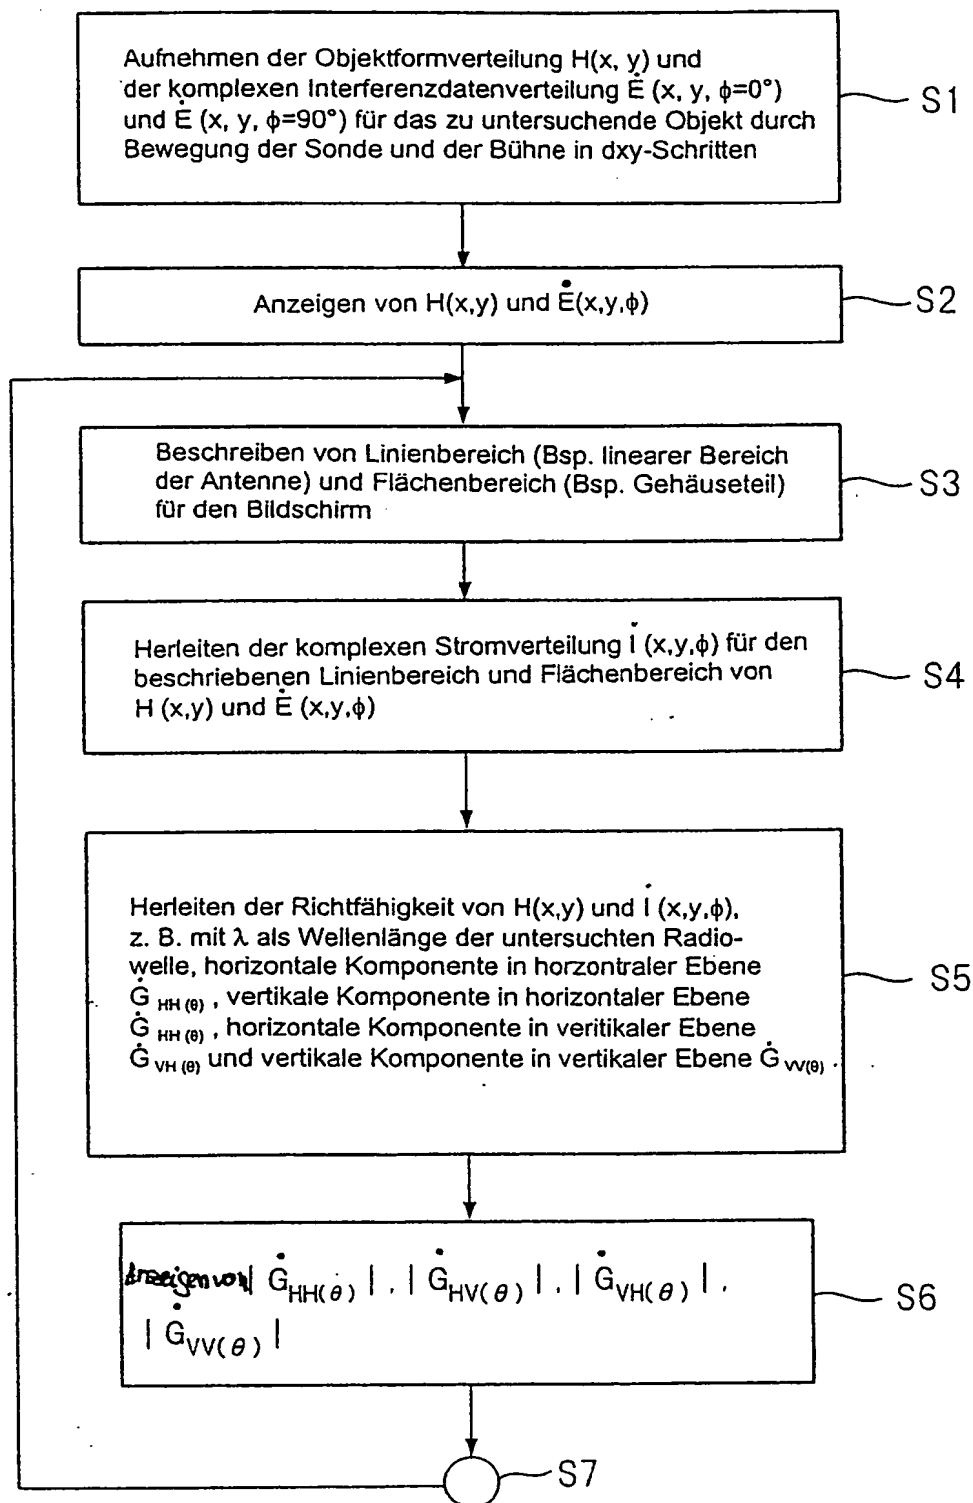 Aufnehmen der Objektformverteilung H(x, y) und
der komplexen Interferenzdatenverteilung Ė (x, y, ϕ=0°)
und Ė (x, y, ϕ=90°) für das zu untersuchende Objekt durch
Bewegung der Sonde und der Bühne in dxy-Schritten
S1
Anzeigen von H(x,y) und Ė(x,y,ϕ)
S2
Beschreiben von Linienbereich (Bsp. linearer Bereich
der Antenne) und Flächenbereich (Bsp. Gehäuseteil)
für den Bildschirm
S3
Herleiten der komplexen Stromverteilung İ (x,y,ϕ) für den
beschriebenen Linienbereich und Flächenbereich von
H (x,y) und Ė (x,y,ϕ)
S4
Herleiten der Richtfähigkeit von H(x,y) und İ (x,y,ϕ),
z. B. mit λ als Wellenlänge der untersuchten Radio-
welle, horizontale Komponente in horzontraler Ebene
Ġ HH (θ) , vertikale Komponente in horizontaler Ebene
Ġ HH (θ) , horizontale Komponente in veritikaler Ebene
Ġ VH (θ) und vertikale Komponente in vertikaler Ebene Ġ VV(θ) .
S5
Anzeigen von | Ġ HH(θ) | , | Ġ HV(θ) | , | Ġ VH(θ) | ,
| Ġ VV(θ) |
S6
S7